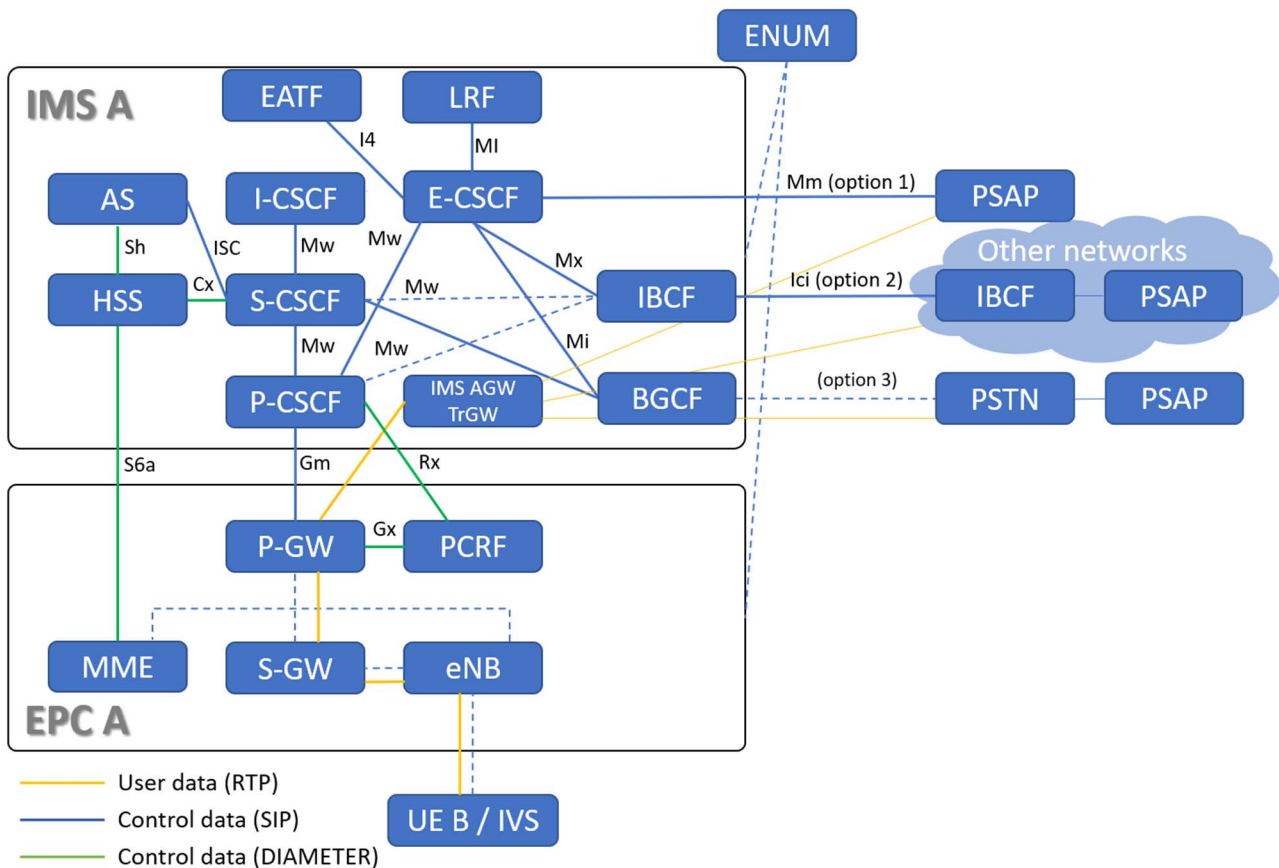 ENUM
IMS A
EATF
LRF
I4
MI
AS
I-CSCF
E-CSCF
Mm (option 1)
PSAP
Sh
ISC
Mw
Mw
Mx
Other networks
HSS
Cx
S-CSCF
Mw
IBCF
Ici (option 2)
IBCF
PSAP
Mw
Mw
Mi
P-CSCF
IMS AGW
TrGW
BGCF
(option 3)
PSTN
PSAP
S6a
Gm
Rx
P-GW
Gx
PCRF
MME
S-GW
eNB
EPC A
User data (RTP)
Control data (SIP)
Control data (DIAMETER)
UE B / IVS